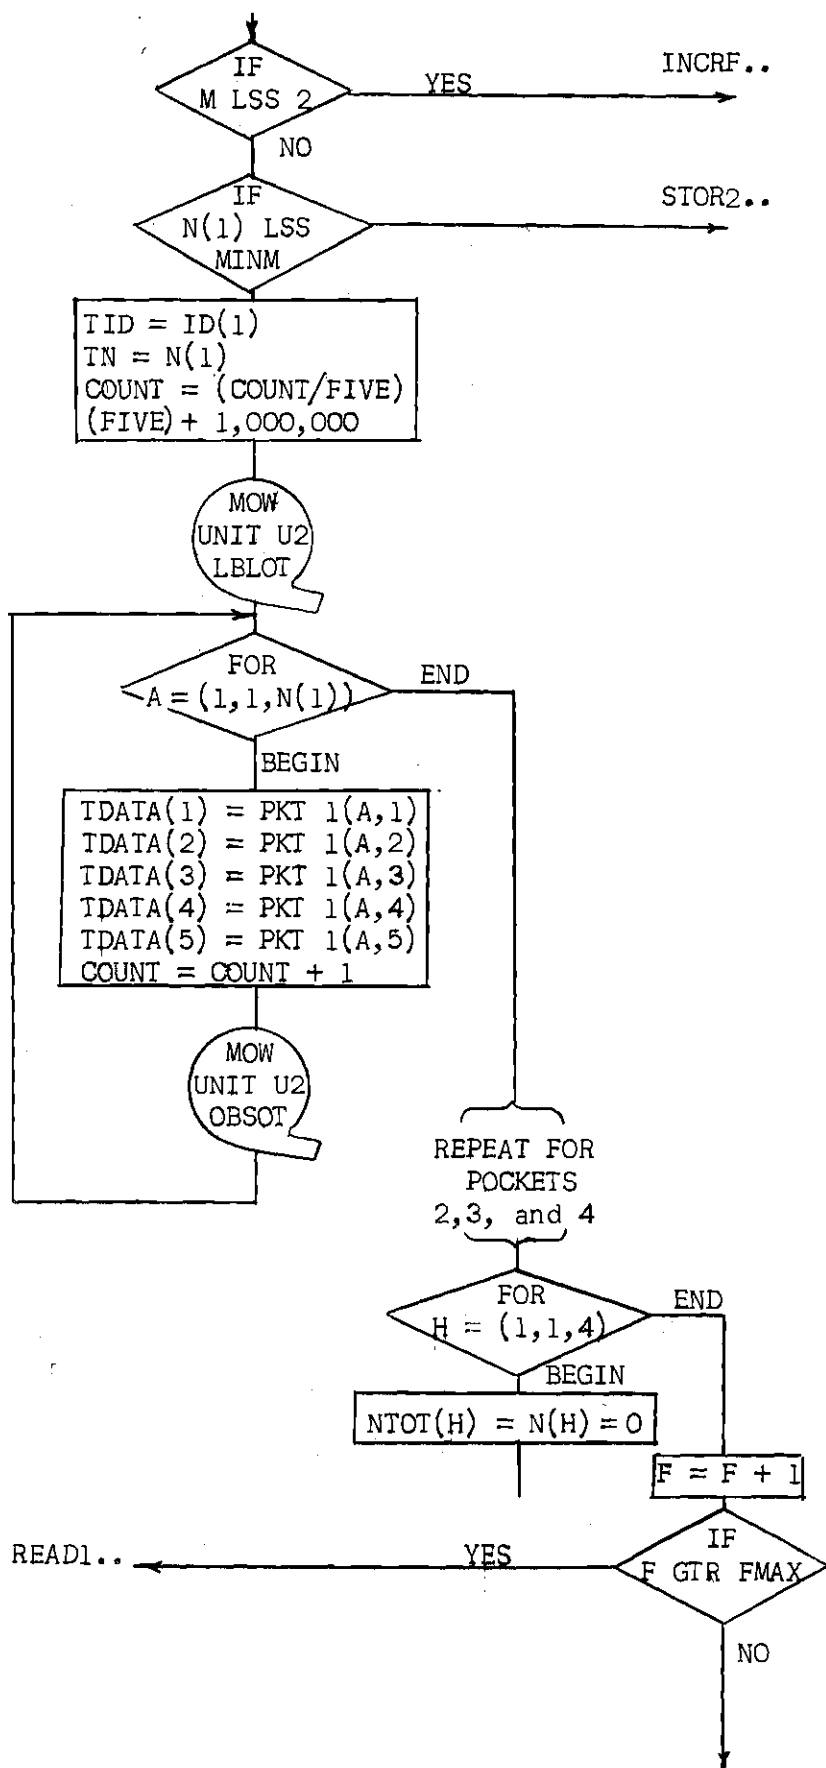 IF
M LSS 2
YES
INCRF..
NO
IF
N(1) LSS
MINM
STOR2..
TID = ID(1)
TN = N(1)
COUNT = (COUNT/FIVE)
(FIVE)+ 1,000,000
MOW
UNIT U2
LBLOT
FOR
A = (1,1,N(1))
END
BEGIN
TDATA(1) = PKT 1(A,1)
TDATA(2) = PKT 1(A,2)
TDATA(3) = PKT 1(A,3)
TDATA(4) = PKT 1(A,4)
TDATA(5) = PKT 1(A,5)
COUNT = COUNT + 1
MOW
UNIT U2
OBSOT
REPEAT FOR
POCKETS
2,3, and 4
FOR
H = (1,1,4)
END
BEGIN
NTOT(H) = N(H) = 0
F = F + 1
IF
F GTR FMAX
YES
READ1..
NO